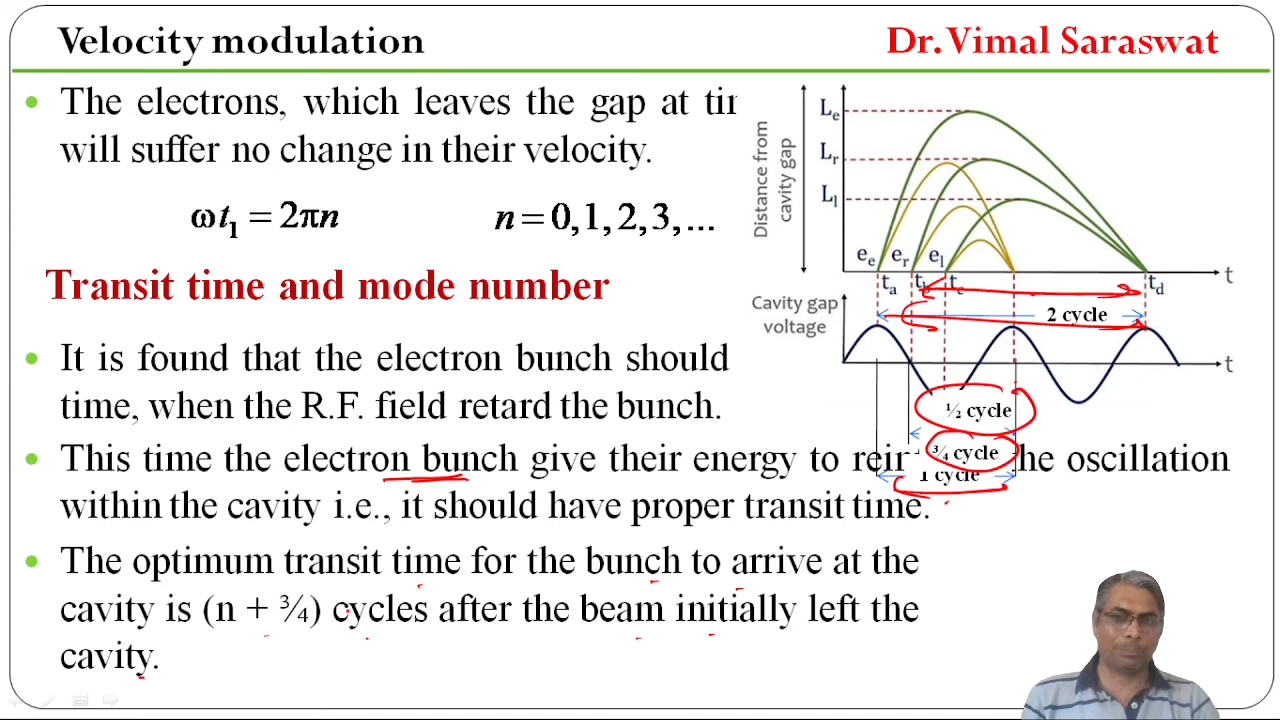 Velocity modulation
Dr. Vimal Saraswat
The electrons, which leaves the gap at
will suffer no change in their velocity.
ωt₁ = 2πn
n = 0,1,2,3,...
Transit time and mode number
It is found that the electron bunch should
time, when the R.F. field retard the bunch.
This time the electron bunch give their energy to he oscillation
within the cavity i.e., it should have proper transit time.
The optimum transit time for the bunch to arrive at the
cavity is (n + ¾) cycles after the beam initially left the
cavity.
Distance from
cavity gap
Lₑ
Lᵣ
Lₗ
eₑ eᵣ eₗ
t
tₐ t_b t_c t_d
Cavity gap
voltage
2 cycle
t
½ cycle
¾ cycle
1 cycle